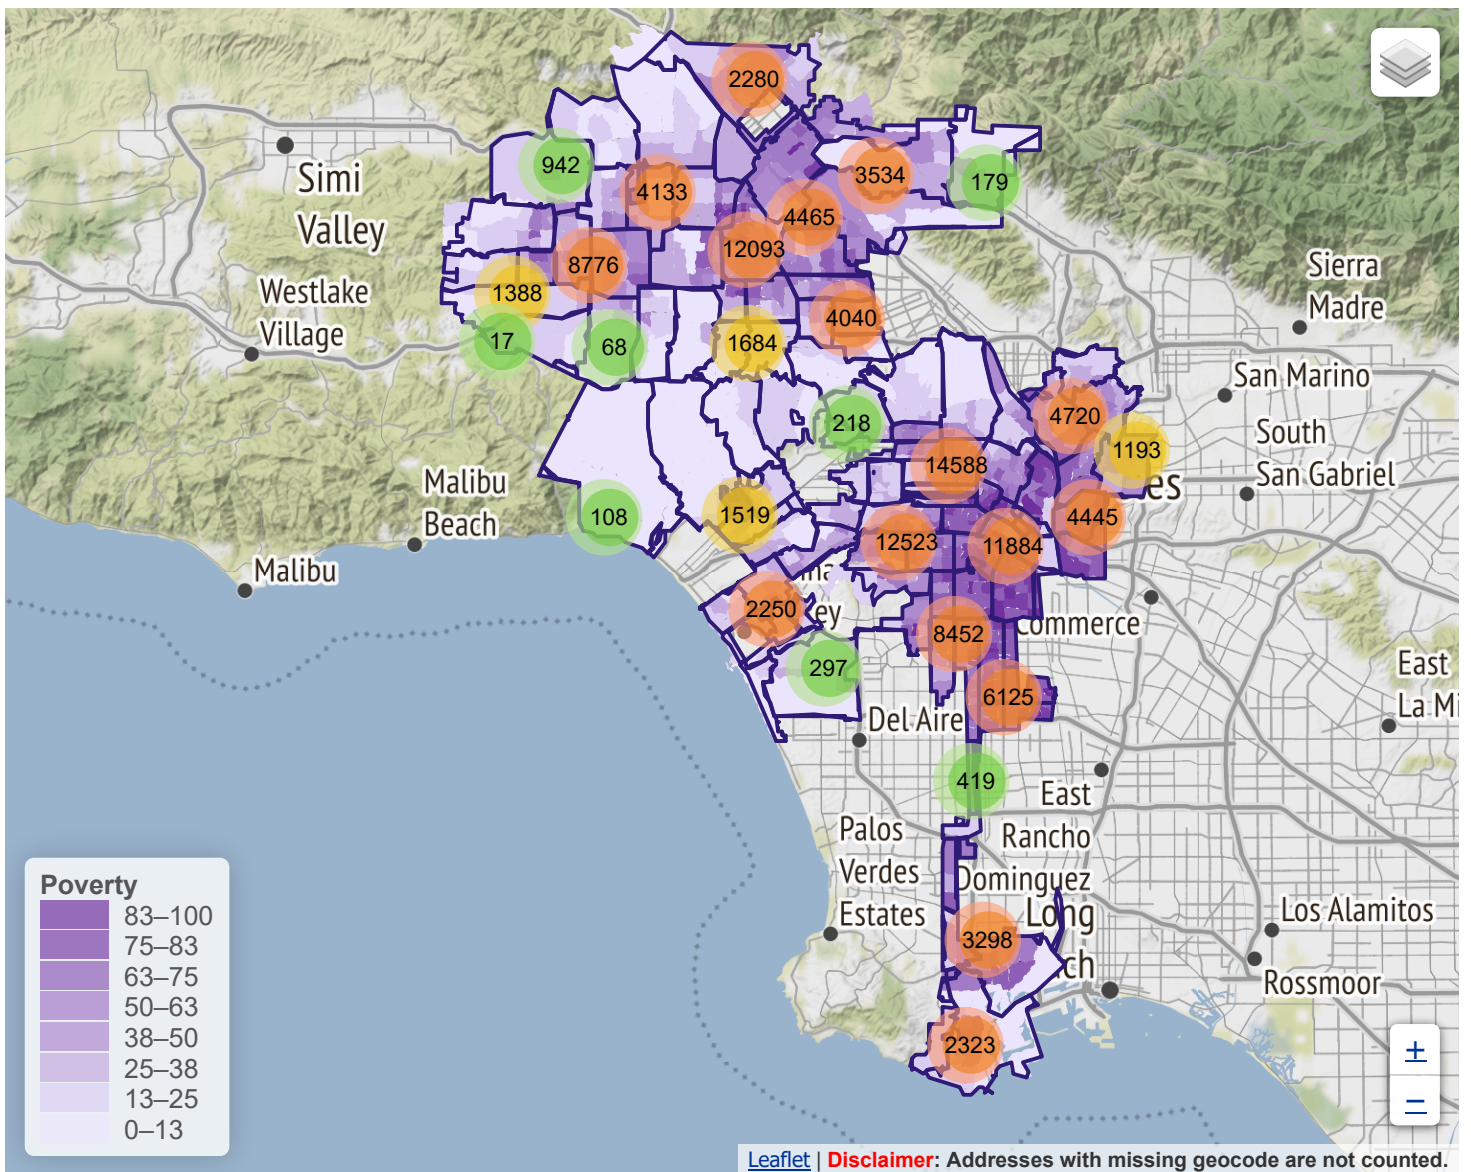 2280
942
4133
3534
179
4465
Simi
Valley
12093
8776
1388
Sierra
Madre
Westlake
Village
4040
17
68
1684
San Marino
218
4720
1193
South
San Gabriel
14588
es
Malibu
Beach
108
1519
4445
12523
11884
Malibu
ma
2250
ey
8452
Commerce
297
6125
East
La Mi
Del Aire
419
East
Rancho
Dominguez
Palos
Verdes
Estates
Long
ch
3298
Los Alamitos
Rossmoor
2323
Poverty
83–100
75–83
63–75
50–63
38–50
25–38
13–25
0–13
+
−
Leaflet | Disclaimer: Addresses with missing geocode are not counted.